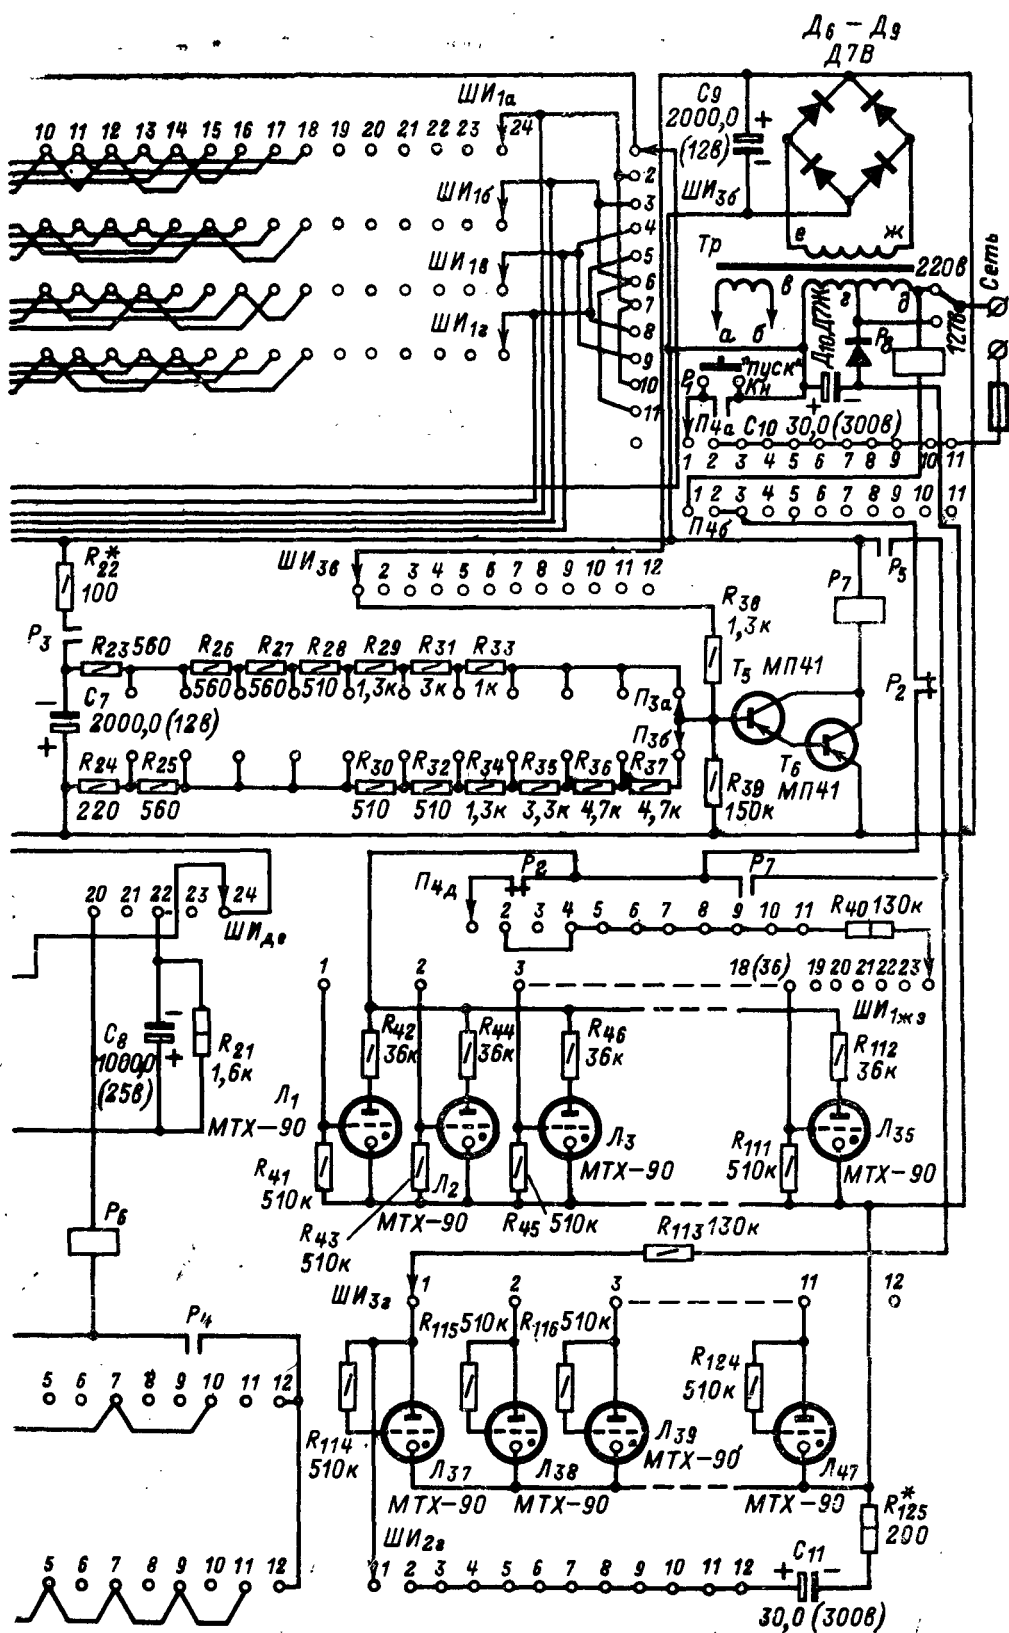 Д6 – Д9
Д7В
ШИ1а
C9
2000,0
(12в)
+
−
10 11 12 13 14 15 16 17 18 19 20 21 22 23 24
2
ШИ1б
3
ШИ3б
4
ШИ1в
5
Тр
е
ж
6
220в
Сеть
7
в
г
д
ШИ1г
8
а
б
Д10Д7Ж
Р8
127в
9
"пуск"
Р1
Кн
10
+
−
11
П4а
C10 30,0 (300в)
1 2 3 4 5 6 7 8 9 10 11
1 2 3 4 5 6 7 8 9 10 11
П4б
R22*
100
ШИ3в
2 3 4 5 6 7 8 9 10 11 12
Р7
Р5
R38
1,3к
Р3
R23 560
R26
560
R27
560
R28
510
R29
1,3к
R31
3к
R33
1к
T5 МП41
−
C7
2000,0 (12в)
+
П3а
П3б
Р2
R24
220
R25
560
R30
510
R32
510
R34
1,3к
R35
3,3к
R36
4,7к
R37
4,7к
T6
МП41
R39
150к
П4д
Р2
Р7
20 21 22 23 24
ШИде
2 3 4 5 6 7 8 9 10 11
R40 130к
1
2
3
18 (36) 19 20 21 22 23
ШИ1жз
C8
1000,0
(25в)
−
+
R21
1,6к
R42
36к
R44
36к
R46
36к
R112
36к
Л1
МТХ–90
Л3
МТХ–90
Л35
МТХ–90
R41
510к
Л2
МТХ–90
R111
510к
R43
510к
R45 510к
Р6
R113 130к
ШИ3г
1
2
3
11
12
Р4
R115 510к
R116 510к
R124
510к
5 6 7 8 9 10 11 12
R114
510к
Л37
МТХ–90
Л38
МТХ–90
Л39
МТХ–90
Л47
МТХ–90
R125*
200
ШИ2г
1 2 3 4 5 6 7 8 9 10 11 12
+
C11
−
30,0 (300в)
5 6 7 8 9 10 11 12